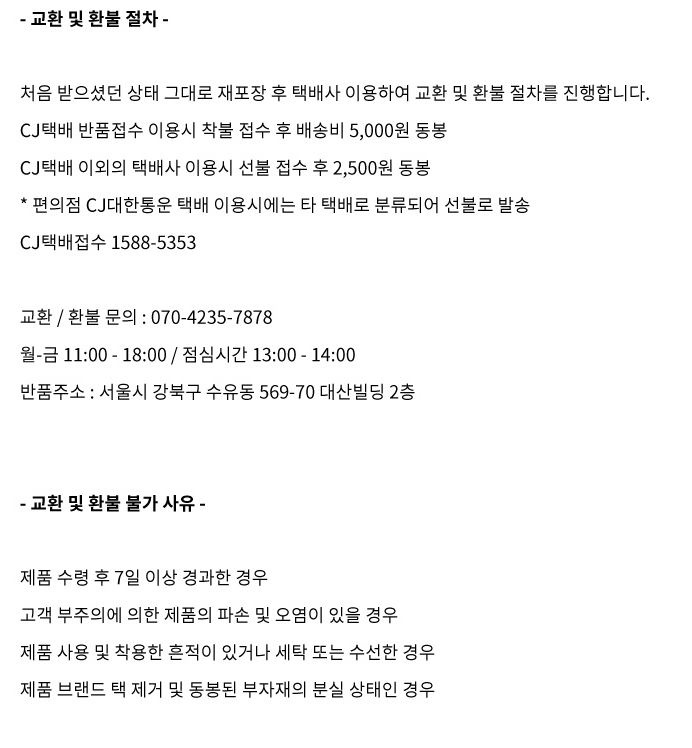 - 교환 및 환불 절차 -
처음 받으셨던 상태 그대로 재포장 후 택배사 이용하여 교환 및 환불 절차를 진행합니다.
CJ택배 반품접수 이용시 착불 접수 후 배송비 5,000원 동봉
CJ택배 이외의 택배사 이용시 선불 접수 후 2,500원 동봉
* 편의점 CJ대한통운 택배 이용시에는 타 택배로 분류되어 선불로 발송
CJ택배접수 1588-5353
교환 / 환불 문의 : 070-4235-7878
월-금 11:00 - 18:00 / 점심시간 13:00 - 14:00
반품주소 : 서울시 강북구 수유동 569-70 대산빌딩 2층
- 교환 및 환불 불가 사유 -
제품 수령 후 7일 이상 경과한 경우
고객 부주의에 의한 제품의 파손 및 오염이 있을 경우
제품 사용 및 착용한 흔적이 있거나 세탁 또는 수선한 경우
제품 브랜드 택 제거 및 동봉된 부자재의 분실 상태인 경우